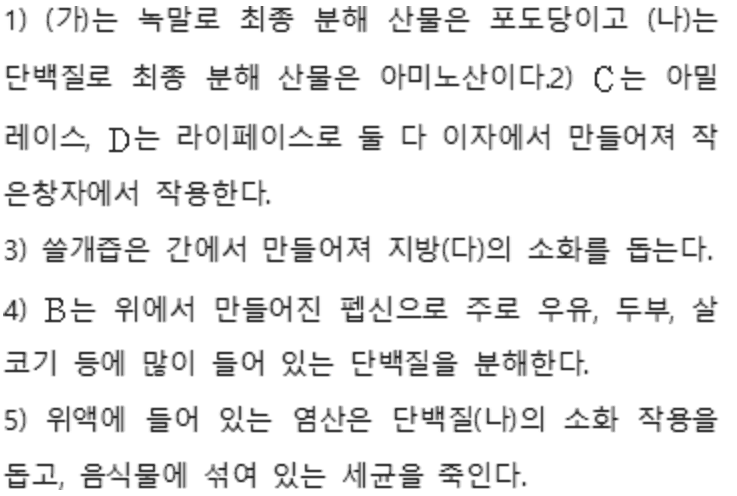 1) (가)는 녹말로 최종 분해 산물은 포도당이고 (나)는
단백질로 최종 분해 산물은 아미노산이다.2) C는 아밀
레이스, D는 라이페이스로 둘 다 이자에서 만들어져 작
은창자에서 작용한다.
3) 쓸개즙은 간에서 만들어져 지방(다)의 소화를 돕는다.
4) B는 위에서 만들어진 펩신으로 주로 우유, 두부, 살
코기 등에 많이 들어 있는 단백질을 분해한다.
5) 위액에 들어 있는 염산은 단백질(나)의 소화 작용을
돕고, 음식물에 섞여 있는 세균을 죽인다.